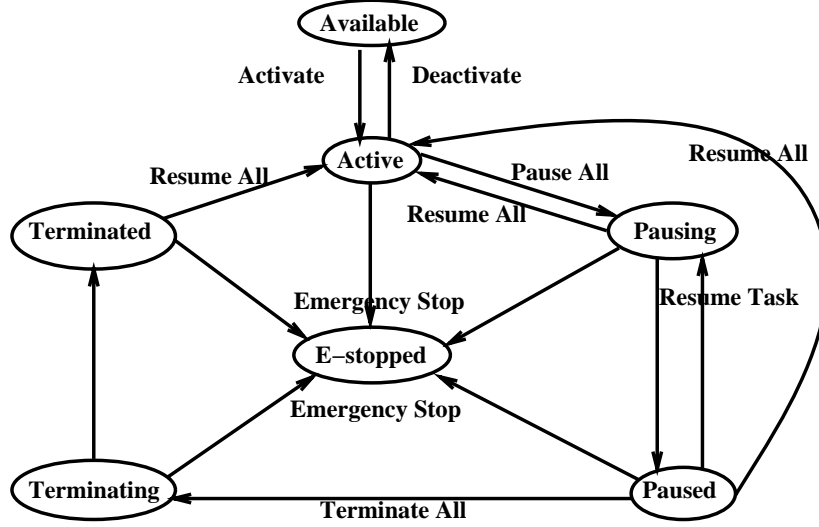 Available
Activate
Deactivate
Active
Resume All
Pause All
Resume All
Resume All
Terminated
Pausing
Emergency Stop
Resume Task
E-stopped
Emergency Stop
Terminating
Paused
Terminate All